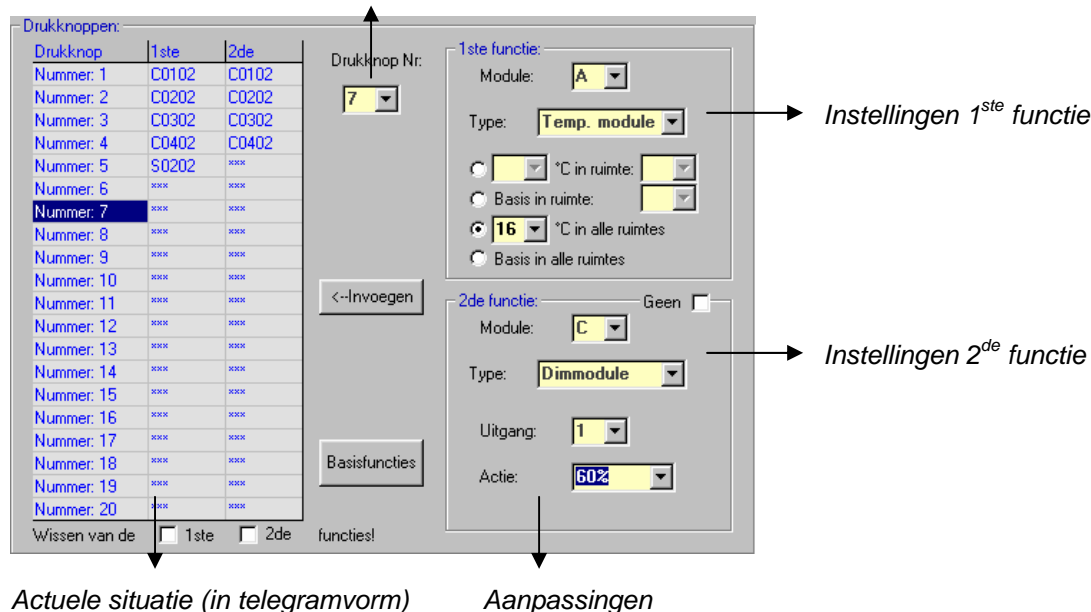 Drukknoppen:
Drukknop 1ste 2de
Nummer: 1 C0102 C0102
Nummer: 2 C0202 C0202
Nummer: 3 C0302 C0302
Nummer: 4 C0402 C0402
Nummer: 5 S0202 ***
Nummer: 6 *** ***
Nummer: 7 *** ***
Nummer: 8 *** ***
Nummer: 9 *** ***
Nummer: 10 *** ***
Nummer: 11 *** ***
Nummer: 12 *** ***
Nummer: 13 *** ***
Nummer: 14 *** ***
Nummer: 15 *** ***
Nummer: 16 *** ***
Nummer: 17 *** ***
Nummer: 18 *** ***
Nummer: 19 *** ***
Nummer: 20 *** ***
Wissen van de 1ste 2de functies!
Drukknop Nr:
7
<--Invoegen
Basisfuncties
1ste functie:
Module: A
Type: Temp. module
°C in ruimte:
Basis in ruimte:
16 °C in alle ruimtes
Basis in alle ruimtes
2de functie: Geen
Module: C
Type: Dimmodule
Uitgang: 1
Actie: 60%
Instellingen 1ste functie
Instellingen 2de functie
Actuele situatie (in telegramvorm)
Aanpassingen